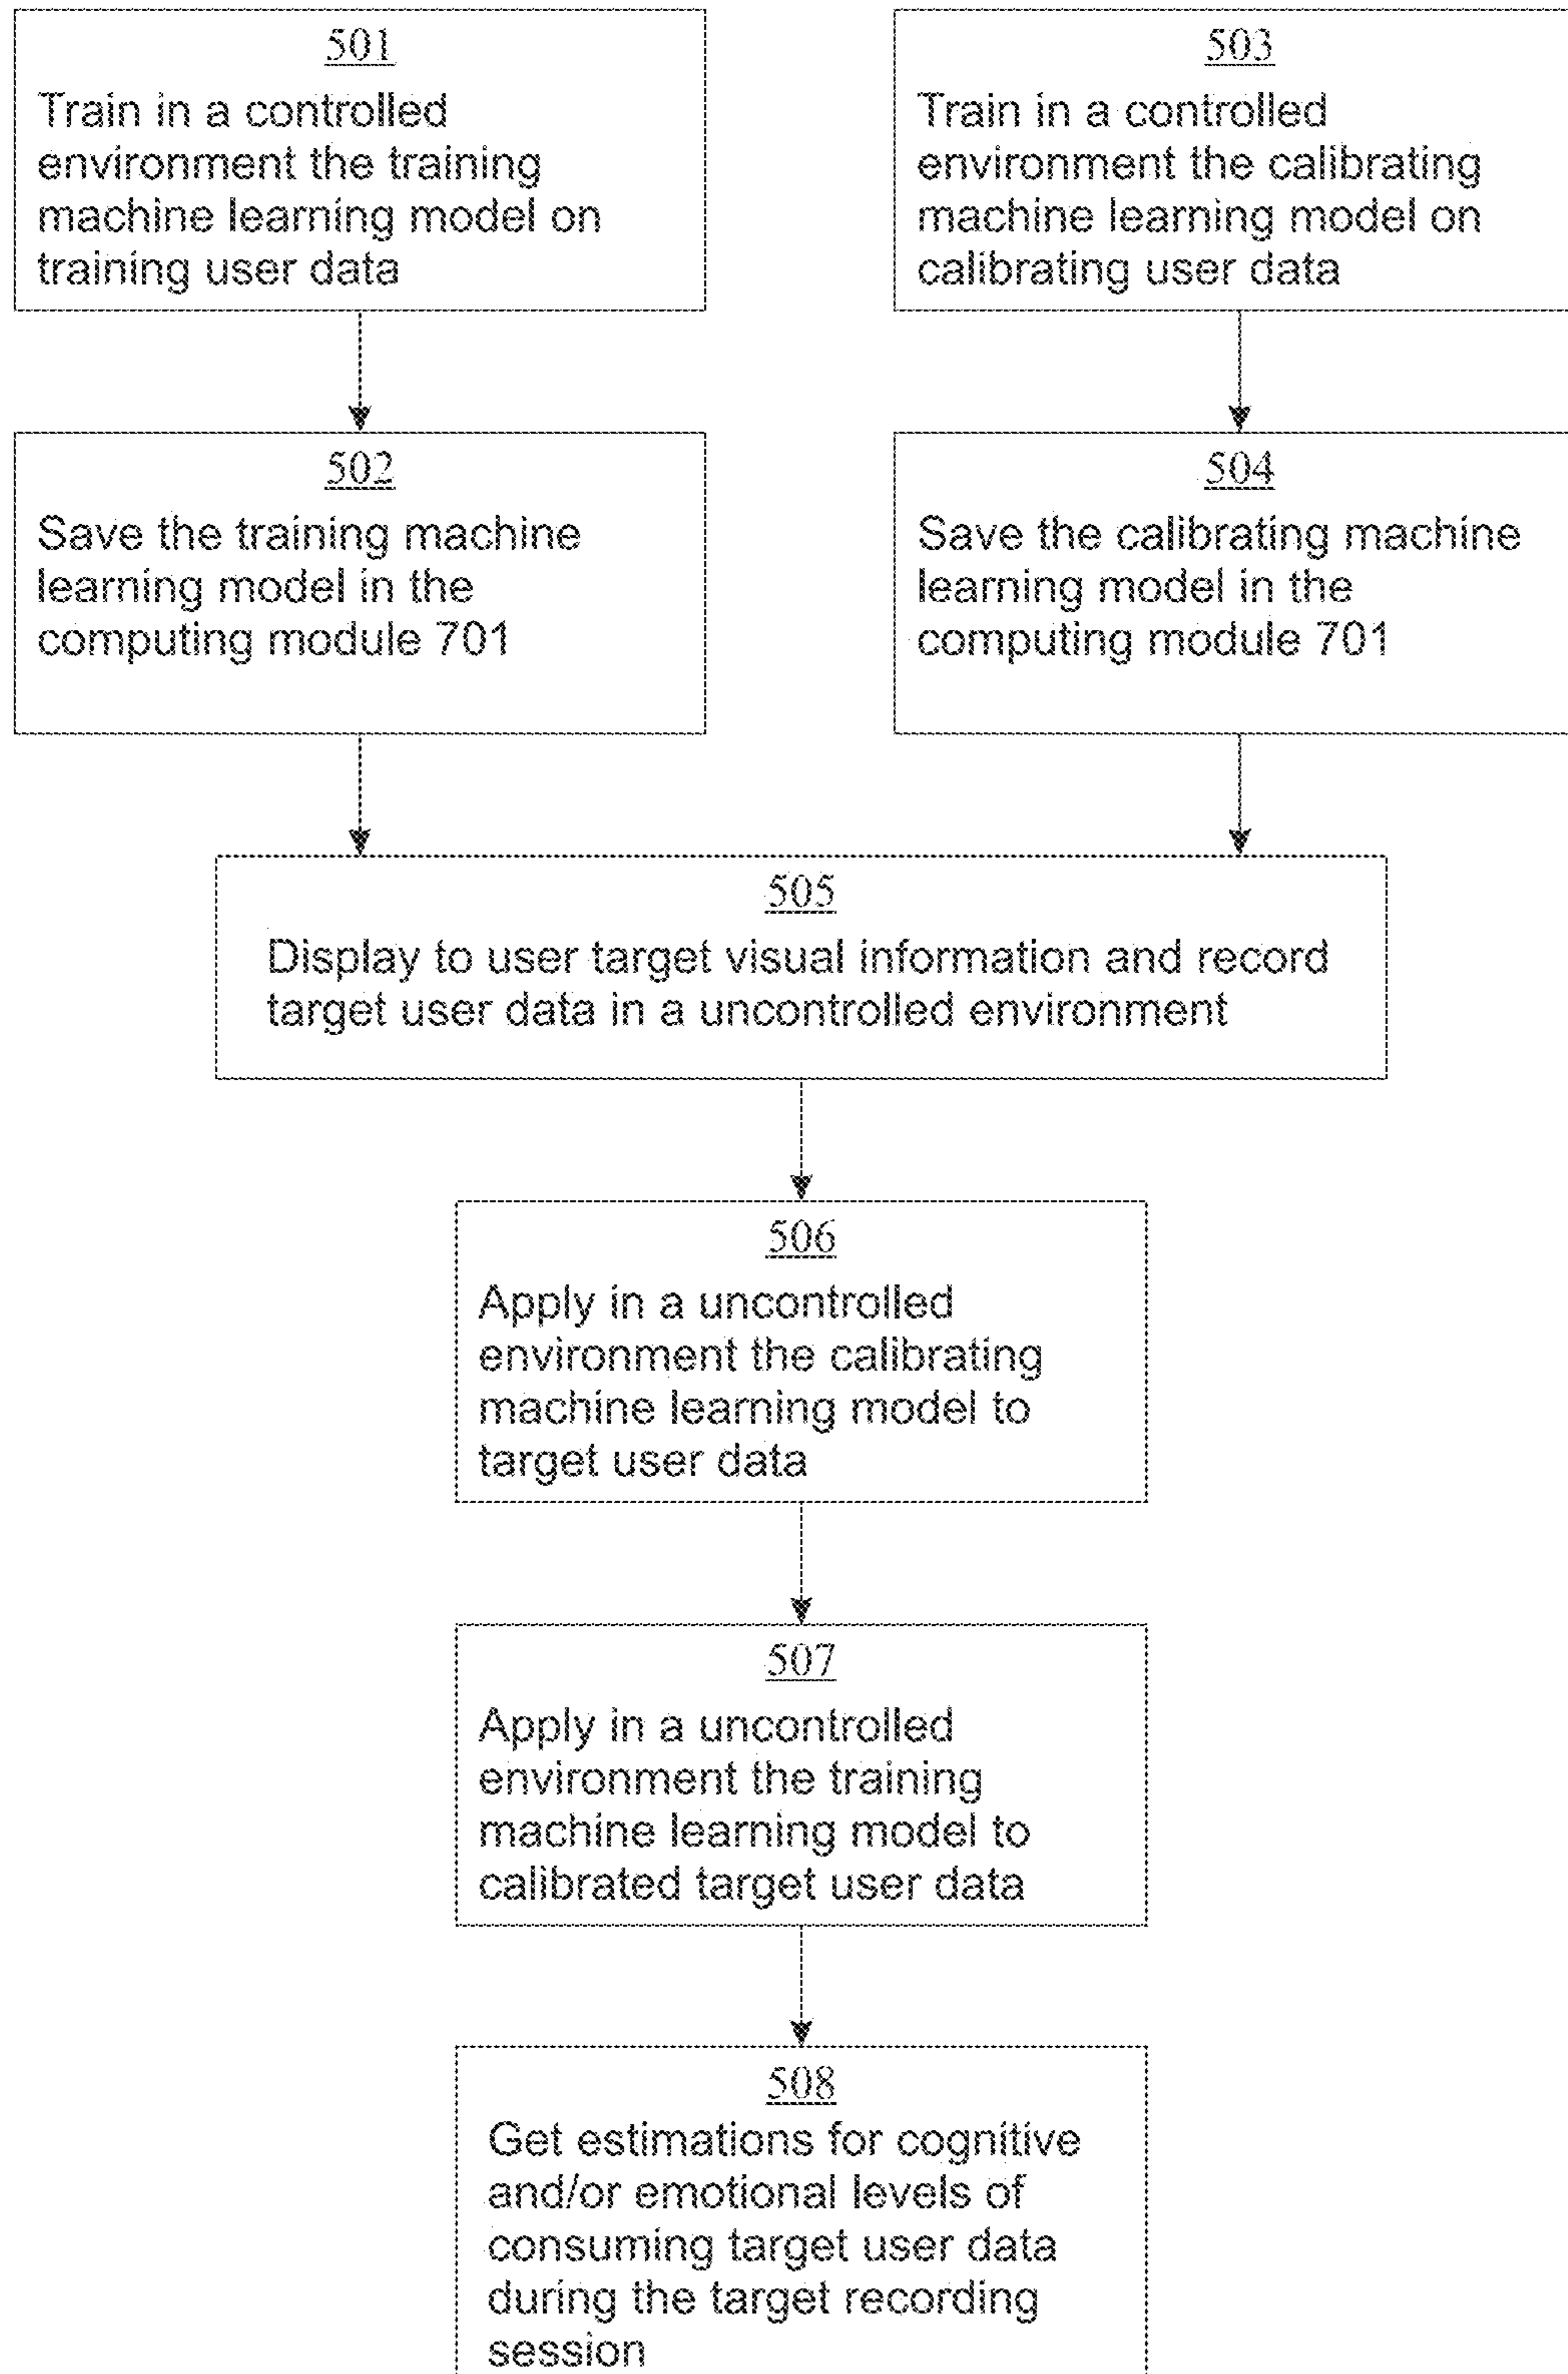 501
Train in a controlled
environment the training
machine learning model on
training user data
503
Train in a controlled
environment the calibrating
machine learning model on
calibrating user data
502
Save the training machine
learning model in the
computing module 701
504
Save the calibrating machine
learning model in the
computing module 701
505
Display to user target visual information and record
target user data in a uncontrolled environment
506
Apply in a uncontrolled
environment the calibrating
machine learning model to
target user data
507
Apply in a uncontrolled
environment the training
machine learning model to
calibrated target user data
508
Get estimations for cognitive
and/or emotional levels of
consuming target user data
during the target recording
session